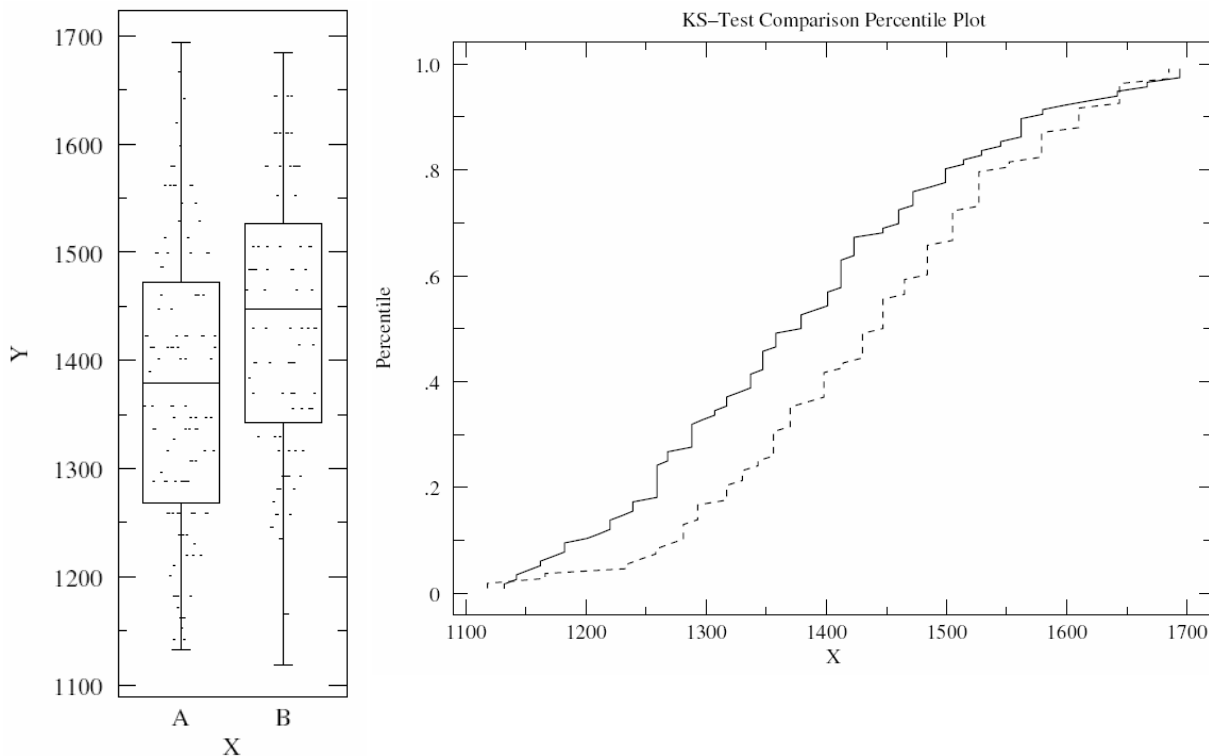 1700
1600
1500
1400
1300
1200
1100
Y
A B
X
KS–Test Comparison Percentile Plot
1.0
.8
.6
.4
.2
0
Percentile
1100 1200 1300 1400 1500 1600 1700
X